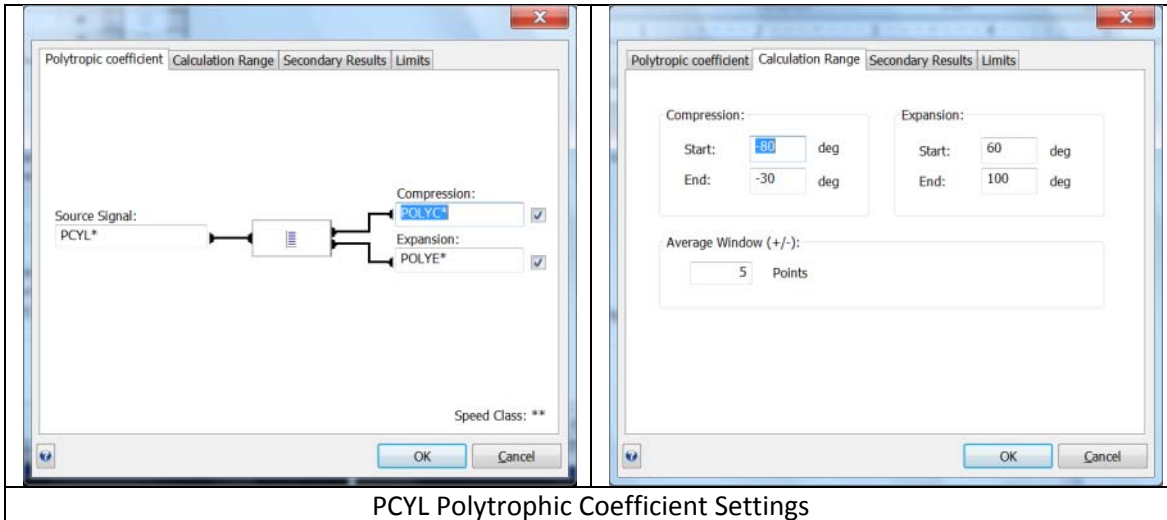 Polytropic coefficient Calculation Range Secondary Results Limits
Source Signal:
PCYL*
Compression:
POLYC*
Expansion:
POLYE*
Speed Class: **
OK Cancel
Polytropic coefficient Calculation Range Secondary Results Limits
Compression:
Start: -80 deg
End: -30 deg
Expansion:
Start: 60 deg
End: 100 deg
Average Window (+/-):
5 Points
OK Cancel
PCYL Polytrophic Coefficient Settings